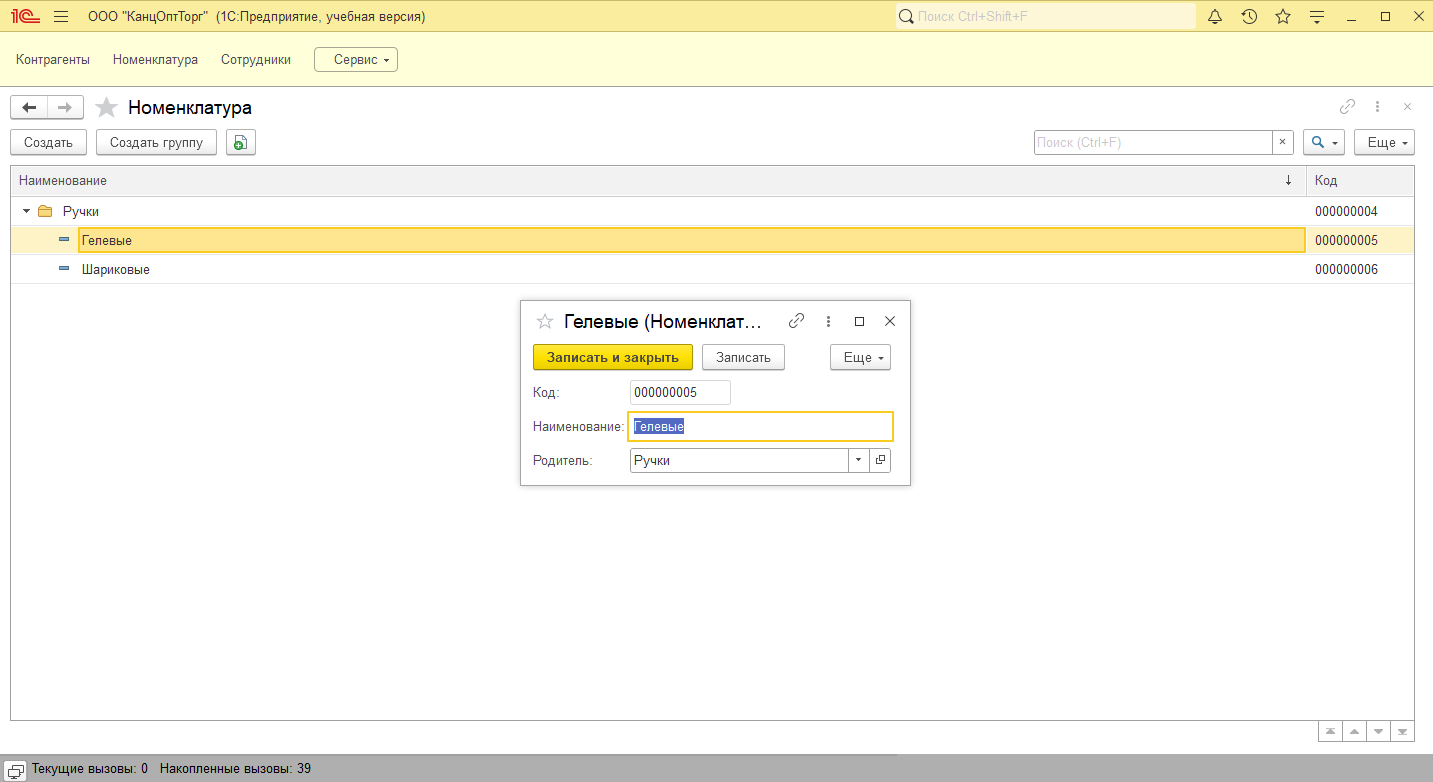 1С ООО "КанцОптТорг" (1С:Предприятие, учебная версия) Поиск Ctrl+Shift+F
Контрагенты Номенклатура Сотрудники Сервис
Номенклатура
Создать Создать группу Поиск (Ctrl+F) × Еще
Наименование ↓ Код
Ручки 000000004
Гелевые 000000005
Шариковые 000000006
Гелевые (Номенклат...
Записать и закрыть Записать Еще
Код: 000000005
Наименование: Гелевые
Родитель: Ручки
Текущие вызовы: 0 Накопленные вызовы: 39